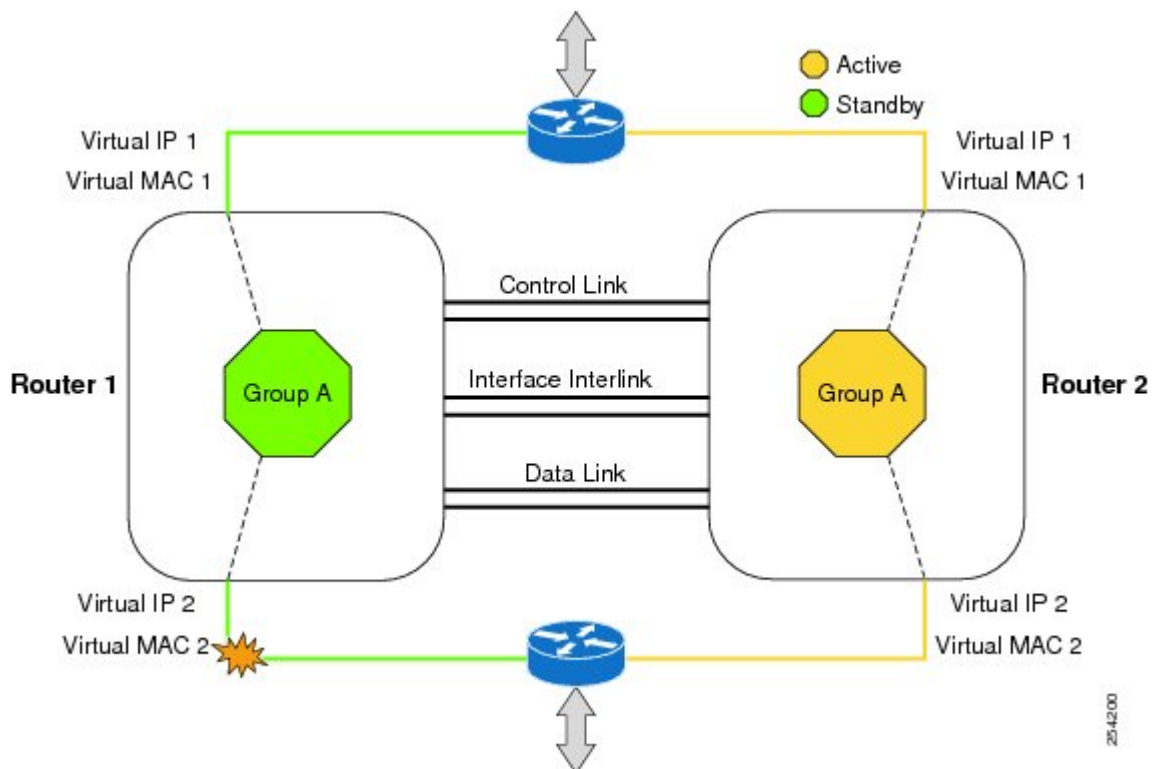 Active
Standby
Virtual IP 1
Virtual MAC 1
Virtual IP 1
Virtual MAC 1
Control Link
Router 1
Group A
Interface Interlink
Group A
Router 2
Data Link
Virtual IP 2
Virtual MAC 2
Virtual IP 2
Virtual MAC 2
254200